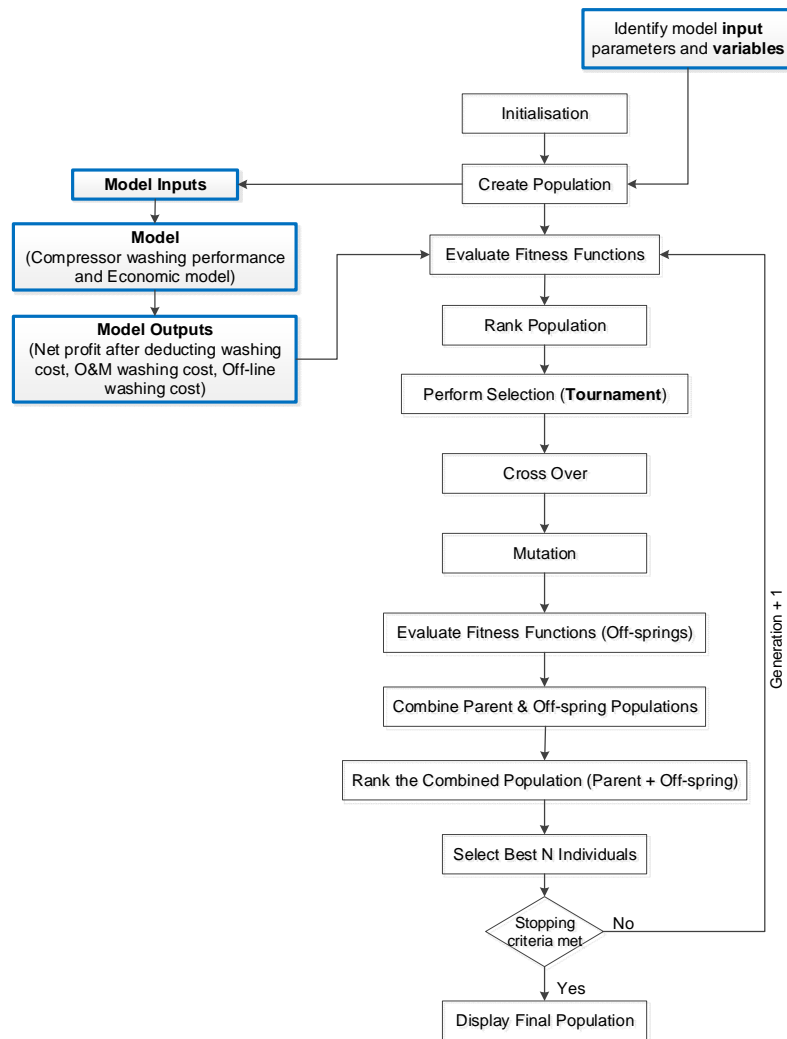 Identify model input
parameters and variables
Initialisation
Model Inputs
Create Population
Model
(Compressor washing performance
and Economic model)
Evaluate Fitness Functions
Model Outputs
(Net profit after deducting washing
cost, O&M washing cost, Off-line
washing cost)
Rank Population
Perform Selection (Tournament)
Cross Over
Mutation
Evaluate Fitness Functions (Off-springs)
Generation + 1
Combine Parent & Off-spring Populations
Rank the Combined Population (Parent + Off-spring)
Select Best N Individuals
Stopping
criteria met
No
Yes
Display Final Population